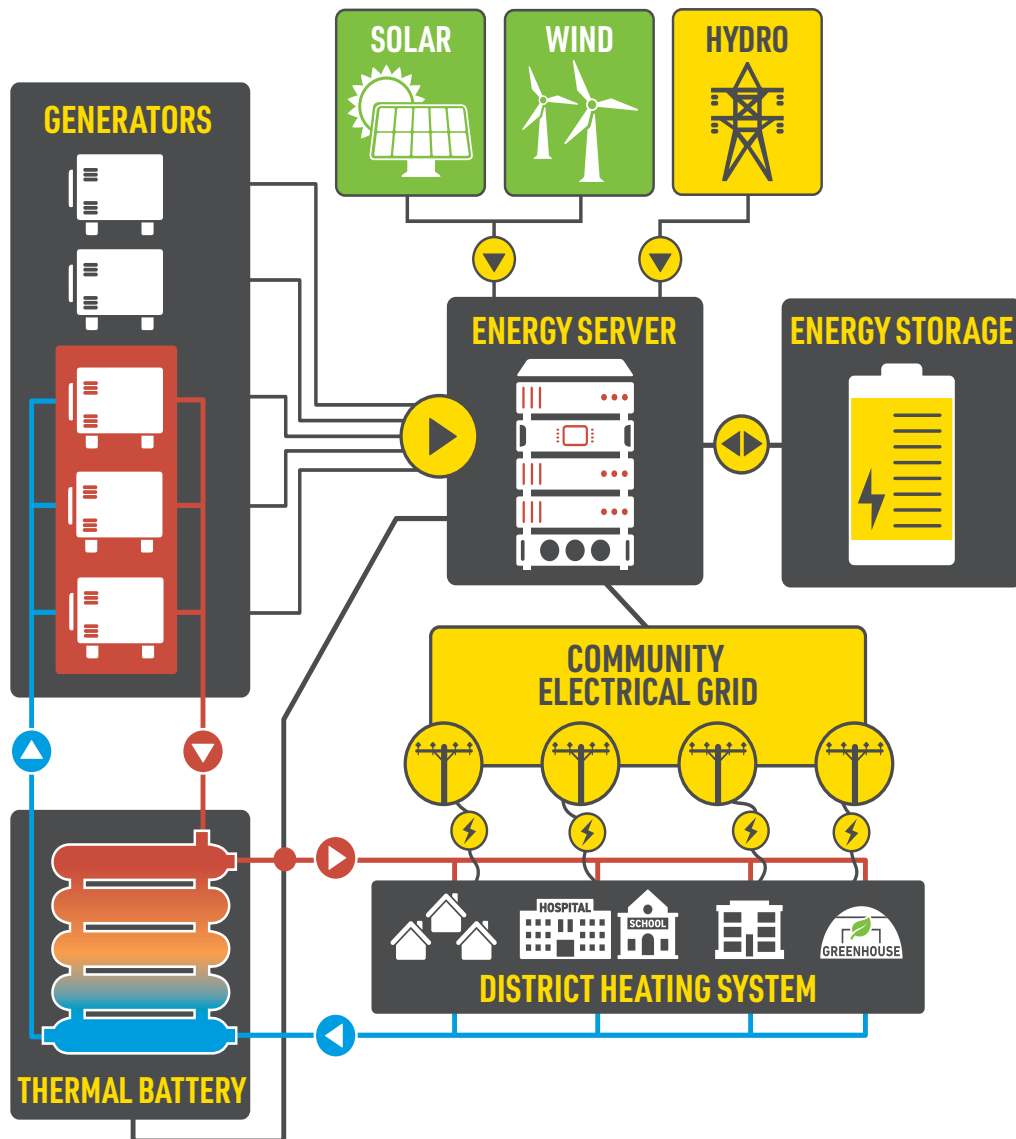 SOLAR
WIND
HYDRO
GENERATORS
ENERGY SERVER
ENERGY STORAGE
COMMUNITY
ELECTRICAL GRID
HOSPITAL
SCHOOL
GREENHOUSE
DISTRICT HEATING SYSTEM
THERMAL BATTERY